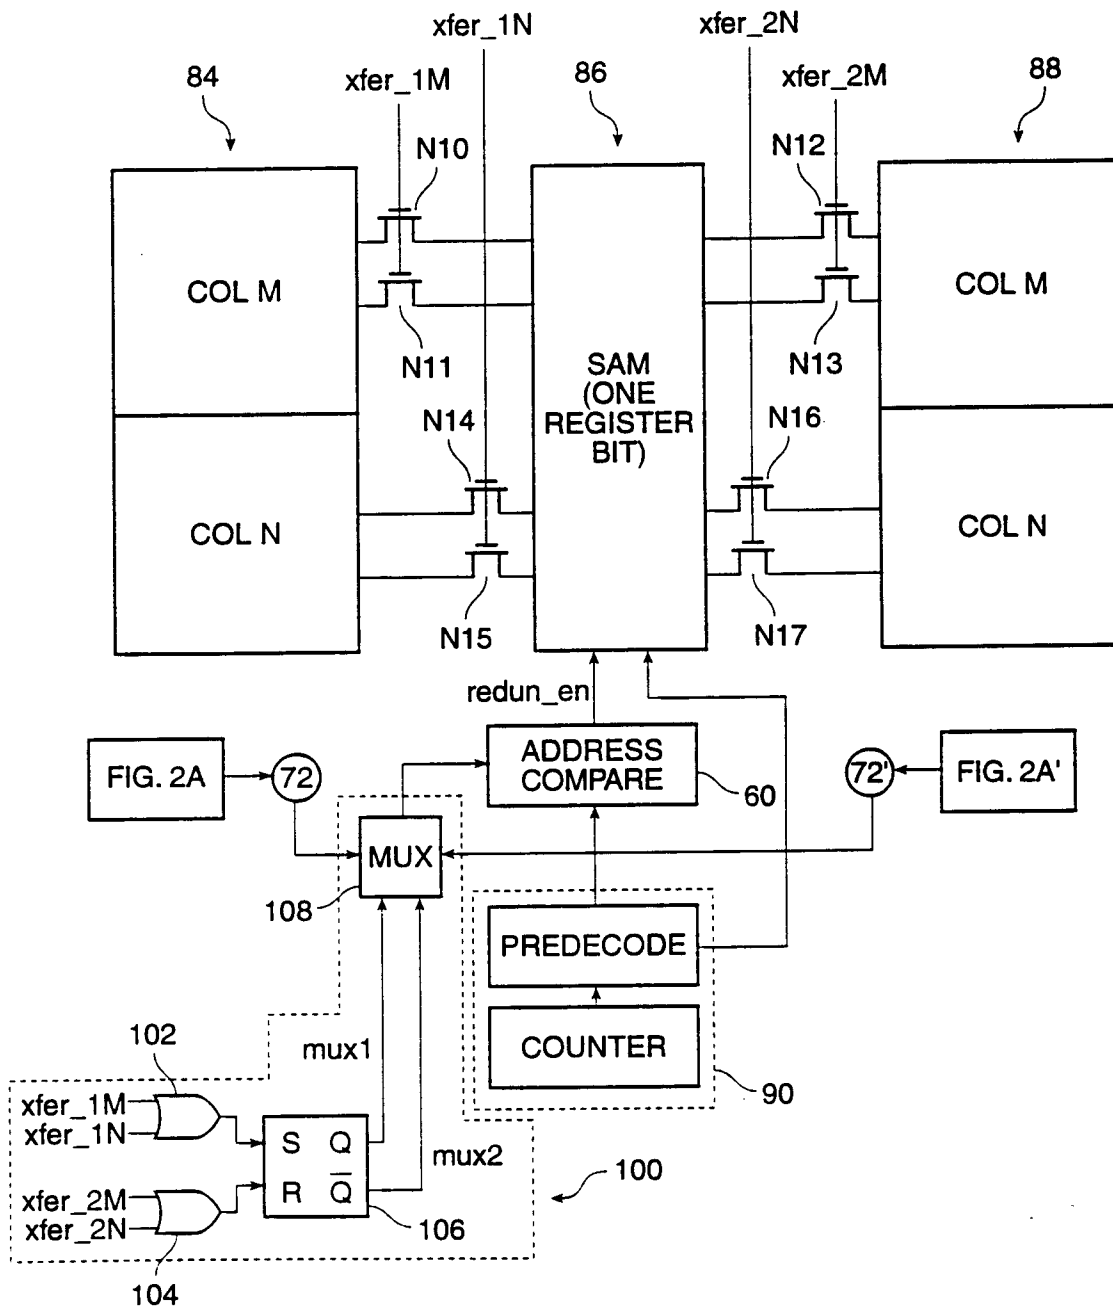 xfer_1N
xfer_2N
84
xfer_1M
86
xfer_2M
88
N10
N12
COL M
COL M
N11
N13
SAM
(ONE
REGISTER
BIT)
N14
N16
COL N
COL N
N15
N17
redun_en
FIG. 2A
72
ADDRESS
COMPARE
60
72'
FIG. 2A'
MUX
108
PREDECODE
COUNTER
90
102
mux1
xfer_1M
xfer_1N
S Q
mux2
xfer_2M
xfer_2N
R Q̅
106
100
104